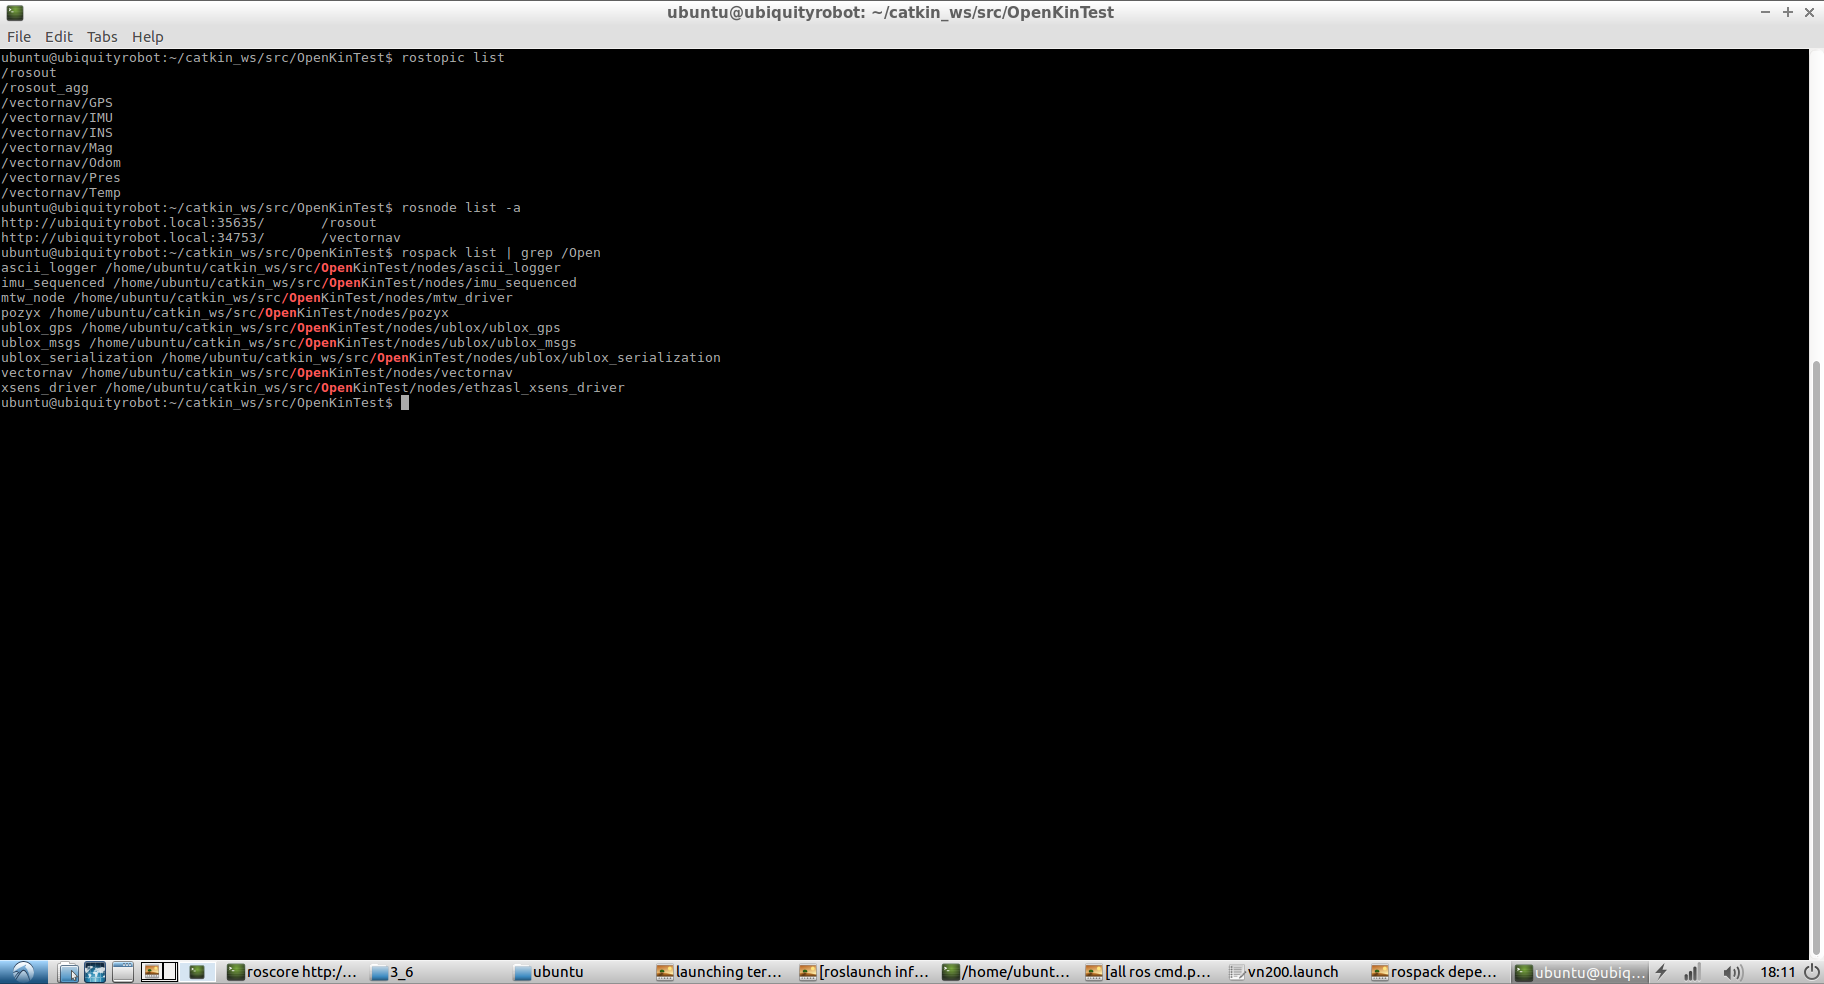 ubuntu@ubiquityrobot: ~/catkin_ws/src/OpenKinTest
File Edit Tabs Help
ubuntu@ubiquityrobot:~/catkin_ws/src/OpenKinTest$ rostopic list
/rosout
/rosout_agg
/vectornav/GPS
/vectornav/IMU
/vectornav/INS
/vectornav/Mag
/vectornav/Odom
/vectornav/Pres
/vectornav/Temp
ubuntu@ubiquityrobot:~/catkin_ws/src/OpenKinTest$ rosnode list -a
http://ubiquityrobot.local:35635/ /rosout
http://ubiquityrobot.local:34753/ /vectornav
ubuntu@ubiquityrobot:~/catkin_ws/src/OpenKinTest$ rospack list | grep /Open
ascii_logger /home/ubuntu/catkin_ws/src/OpenKinTest/nodes/ascii_logger
imu_sequenced /home/ubuntu/catkin_ws/src/OpenKinTest/nodes/imu_sequenced
mtw_node /home/ubuntu/catkin_ws/src/OpenKinTest/nodes/mtw_driver
pozyx /home/ubuntu/catkin_ws/src/OpenKinTest/nodes/pozyx
ublox_gps /home/ubuntu/catkin_ws/src/OpenKinTest/nodes/ublox/ublox_gps
ublox_msgs /home/ubuntu/catkin_ws/src/OpenKinTest/nodes/ublox/ublox_msgs
ublox_serialization /home/ubuntu/catkin_ws/src/OpenKinTest/nodes/ublox/ublox_serialization
vectornav /home/ubuntu/catkin_ws/src/OpenKinTest/nodes/vectornav
xsens_driver /home/ubuntu/catkin_ws/src/OpenKinTest/nodes/ethzasl_xsens_driver
ubuntu@ubiquityrobot:~/catkin_ws/src/OpenKinTest$
roscore http:/... 3_6 ubuntu launching ter... [roslaunch inf... /home/ubunt... [all ros cmd.p... vn200.launch rospack depe... ubuntu@ubiq... 18:11